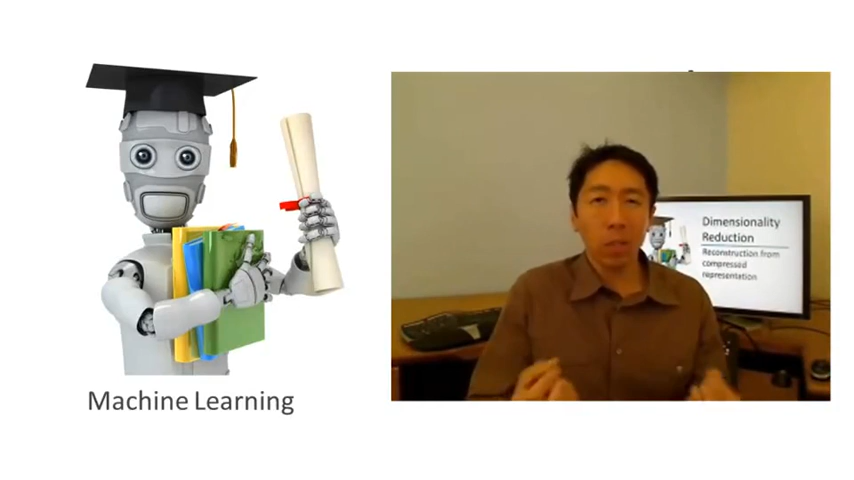 Machine Learning
Dimensionality
Reduction
Reconstruction from
compressed
representation